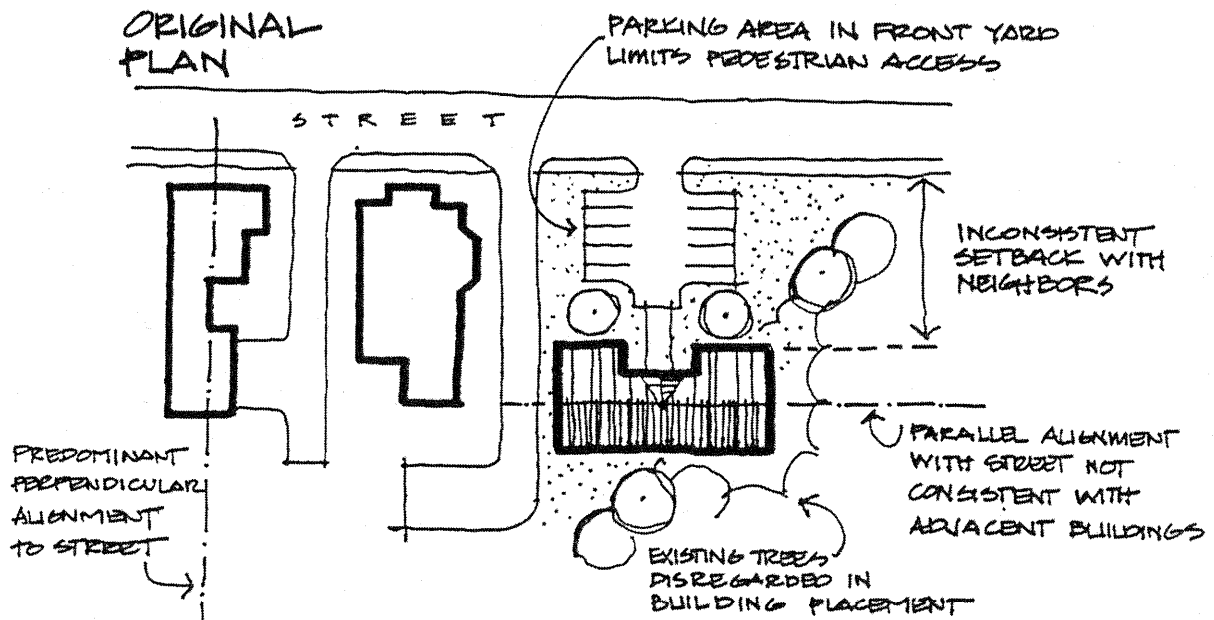 ORIGINAL
PLAN
PARKING AREA IN FRONT YARD
LIMITS PEDESTRIAN ACCESS
STREET
INCONSISTENT
SETBACK WITH
NEIGHBORS
PARALLEL ALIGNMENT
WITH STREET NOT
CONSISTENT WITH
ADJACENT BUILDINGS
PREDOMINANT
PERPENDICULAR
ALIGNMENT
TO STREET
EXISTING TREES
DISREGARDED IN
BUILDING PLACEMENT